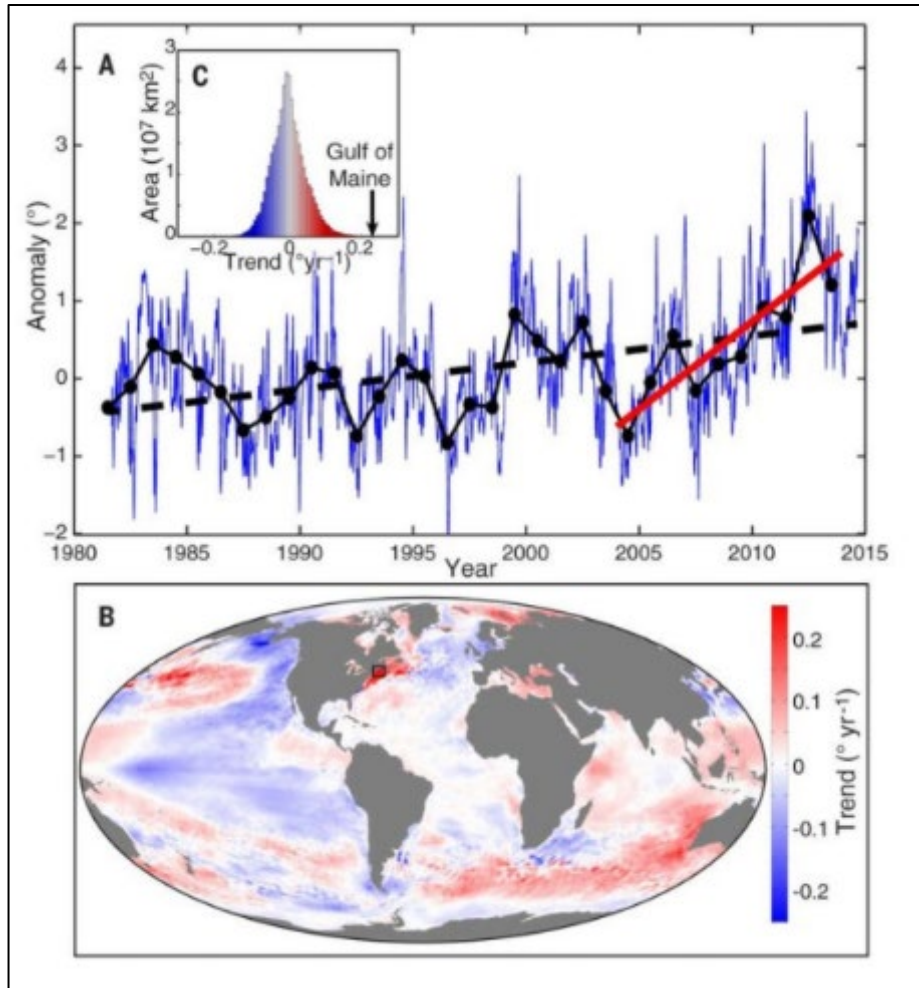 A
C
Area (10⁷ km²)
3
2
1
0
Gulf of
Maine
-0.2
0
0.2
Trend (°yr⁻¹)
Anomaly (°)
4
3
2
1
0
-1
-2
1980
1985
1990
1995
2000
2005
2010
2015
Year
B
0.2
0.1
0
-0.1
-0.2
Trend (° yr⁻¹)